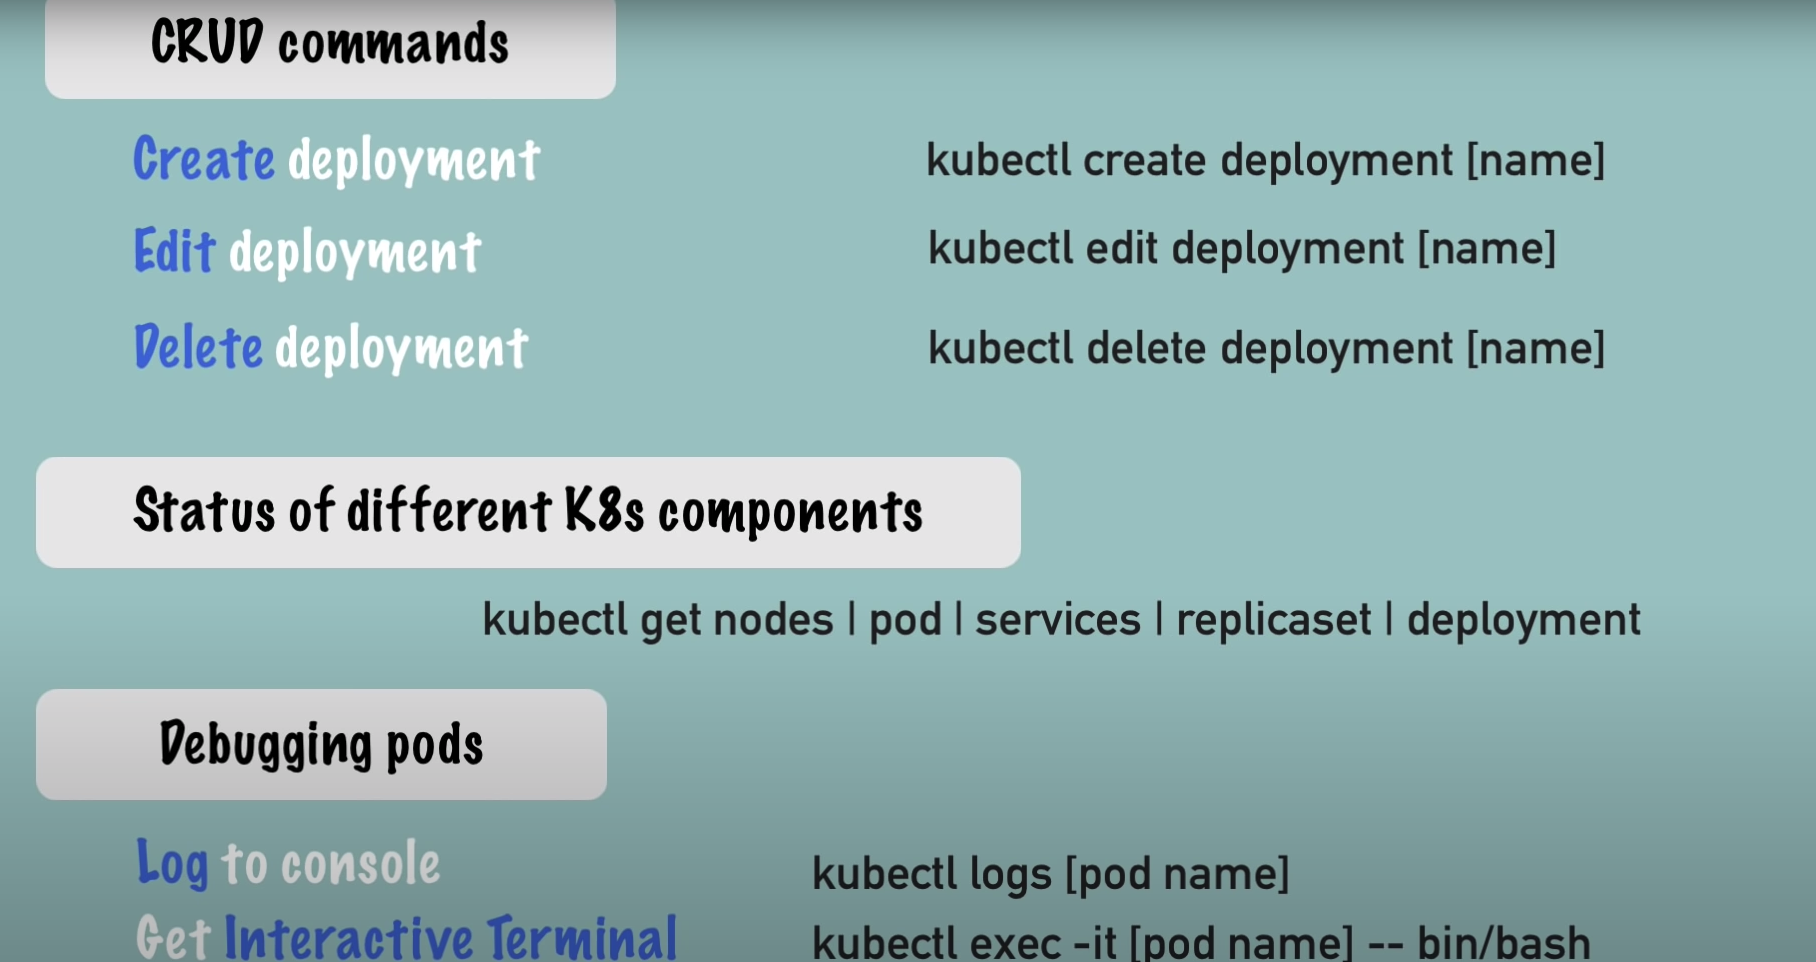 CRUD commands
Create deployment kubectl create deployment [name]
Edit deployment kubectl edit deployment [name]
Delete deployment kubectl delete deployment [name]
Status of different K8s components
kubectl get nodes | pod | services | replicaset | deployment
Debugging pods
Log to console kubectl logs [pod name]
Get Interactive Terminal kubectl exec -it [pod name] -- bin/bash